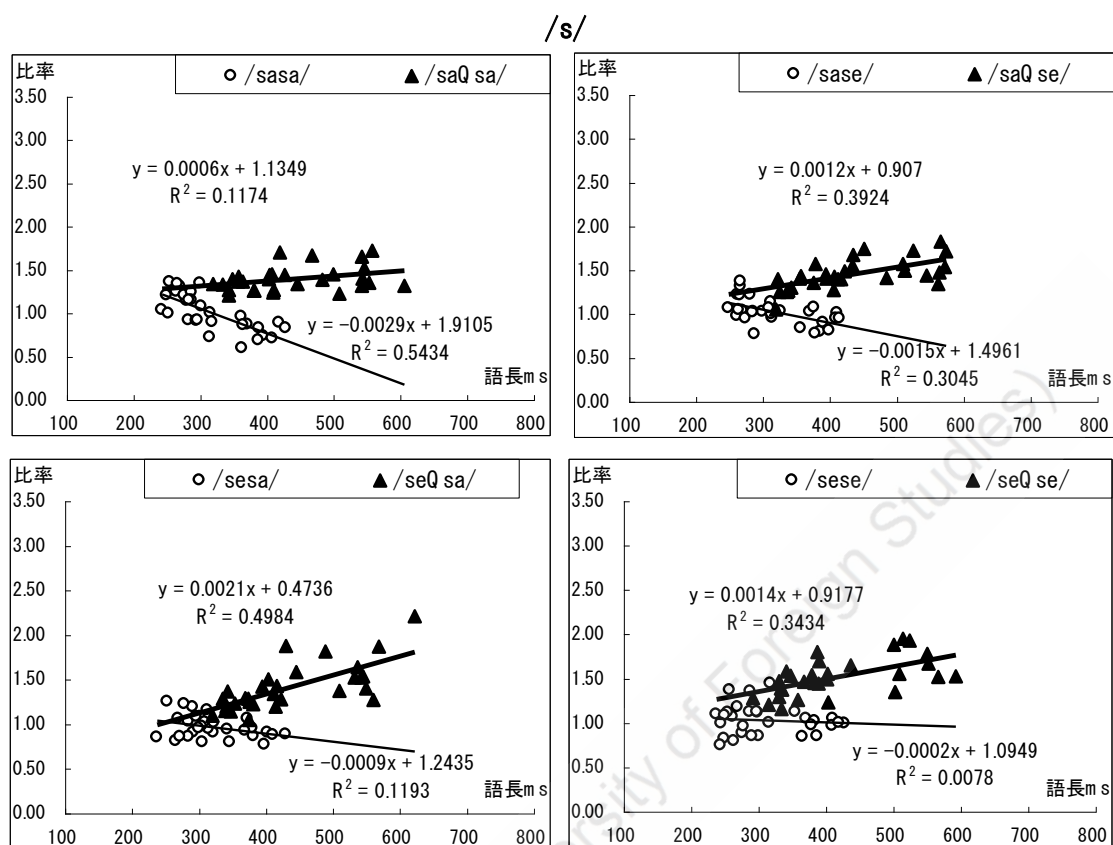 /s/
比率
○ /sasa/ ▲ /saQ sa/
3.50
3.00
2.50
2.00
1.50
1.00
0.50
0.00
y = 0.0006x + 1.1349
R² = 0.1174
y = −0.0029x + 1.9105
R² = 0.5434
語長ms
100 200 300 400 500 600 700 800
比率
○ /sase/ ▲ /saQ se/
3.50
3.00
2.50
2.00
1.50
1.00
0.50
0.00
y = 0.0012x + 0.907
R² = 0.3924
y = −0.0015x + 1.4961
R² = 0.3045
語長ms
100 200 300 400 500 600 700 800
比率
○ /sesa/ ▲ /seQ sa/
3.50
3.00
2.50
2.00
1.50
1.00
0.50
0.00
y = 0.0021x + 0.4736
R² = 0.4984
y = −0.0009x + 1.2435
R² = 0.1193
語長ms
100 200 300 400 500 600 700 800
比率
○ /sese/ ▲ /seQ se/
3.50
3.00
2.50
2.00
1.50
1.00
0.50
0.00
y = 0.0014x + 0.9177
R² = 0.3434
y = −0.0002x + 1.0949
R² = 0.0078
語長ms
100 200 300 400 500 600 700 800
of Foreign Studies)